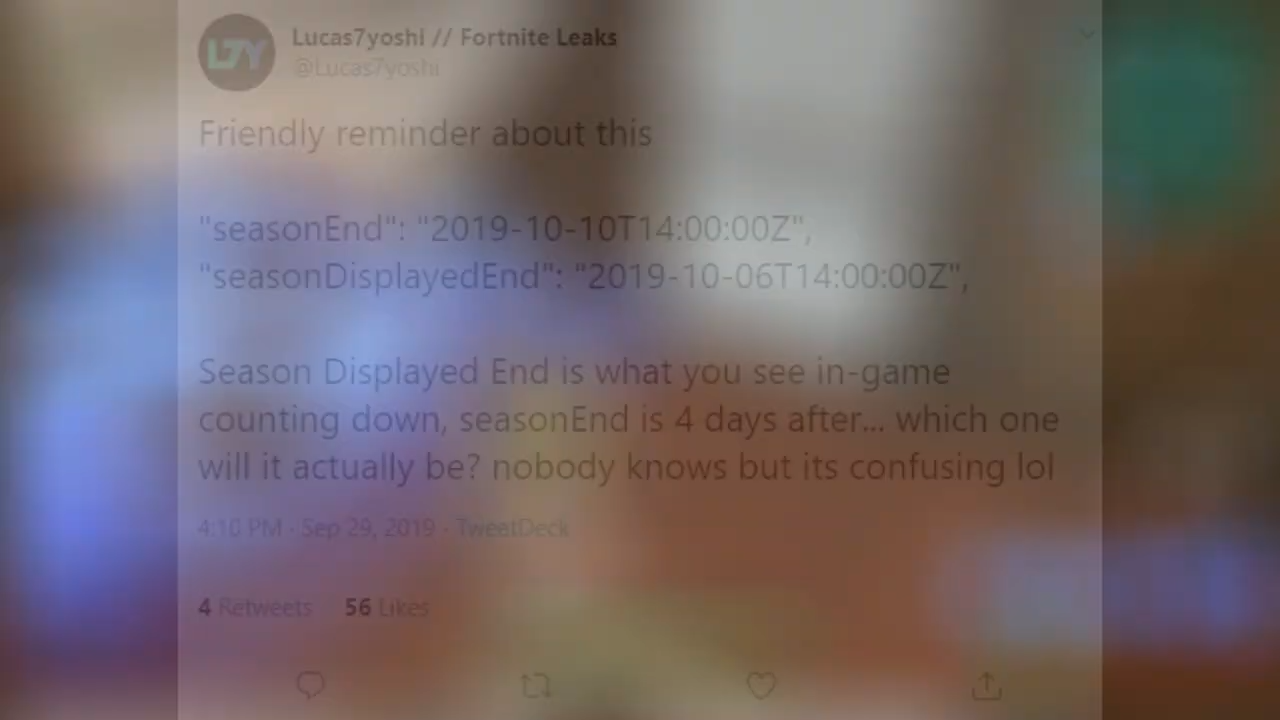 L7Y
Lucas7yoshi // Fortnite Leaks
@Lucas7yoshi
Friendly reminder about this
"seasonEnd": "2019-10-10T14:00:00Z",
"seasonDisplayedEnd": "2019-10-06T14:00:00Z",
Season Displayed End is what you see in-game
counting down, seasonEnd is 4 days after... which one
will it actually be? nobody knows but its confusing lol
4:10 PM · Sep 29, 2019 · TweetDeck
4 Retweets 56 Likes